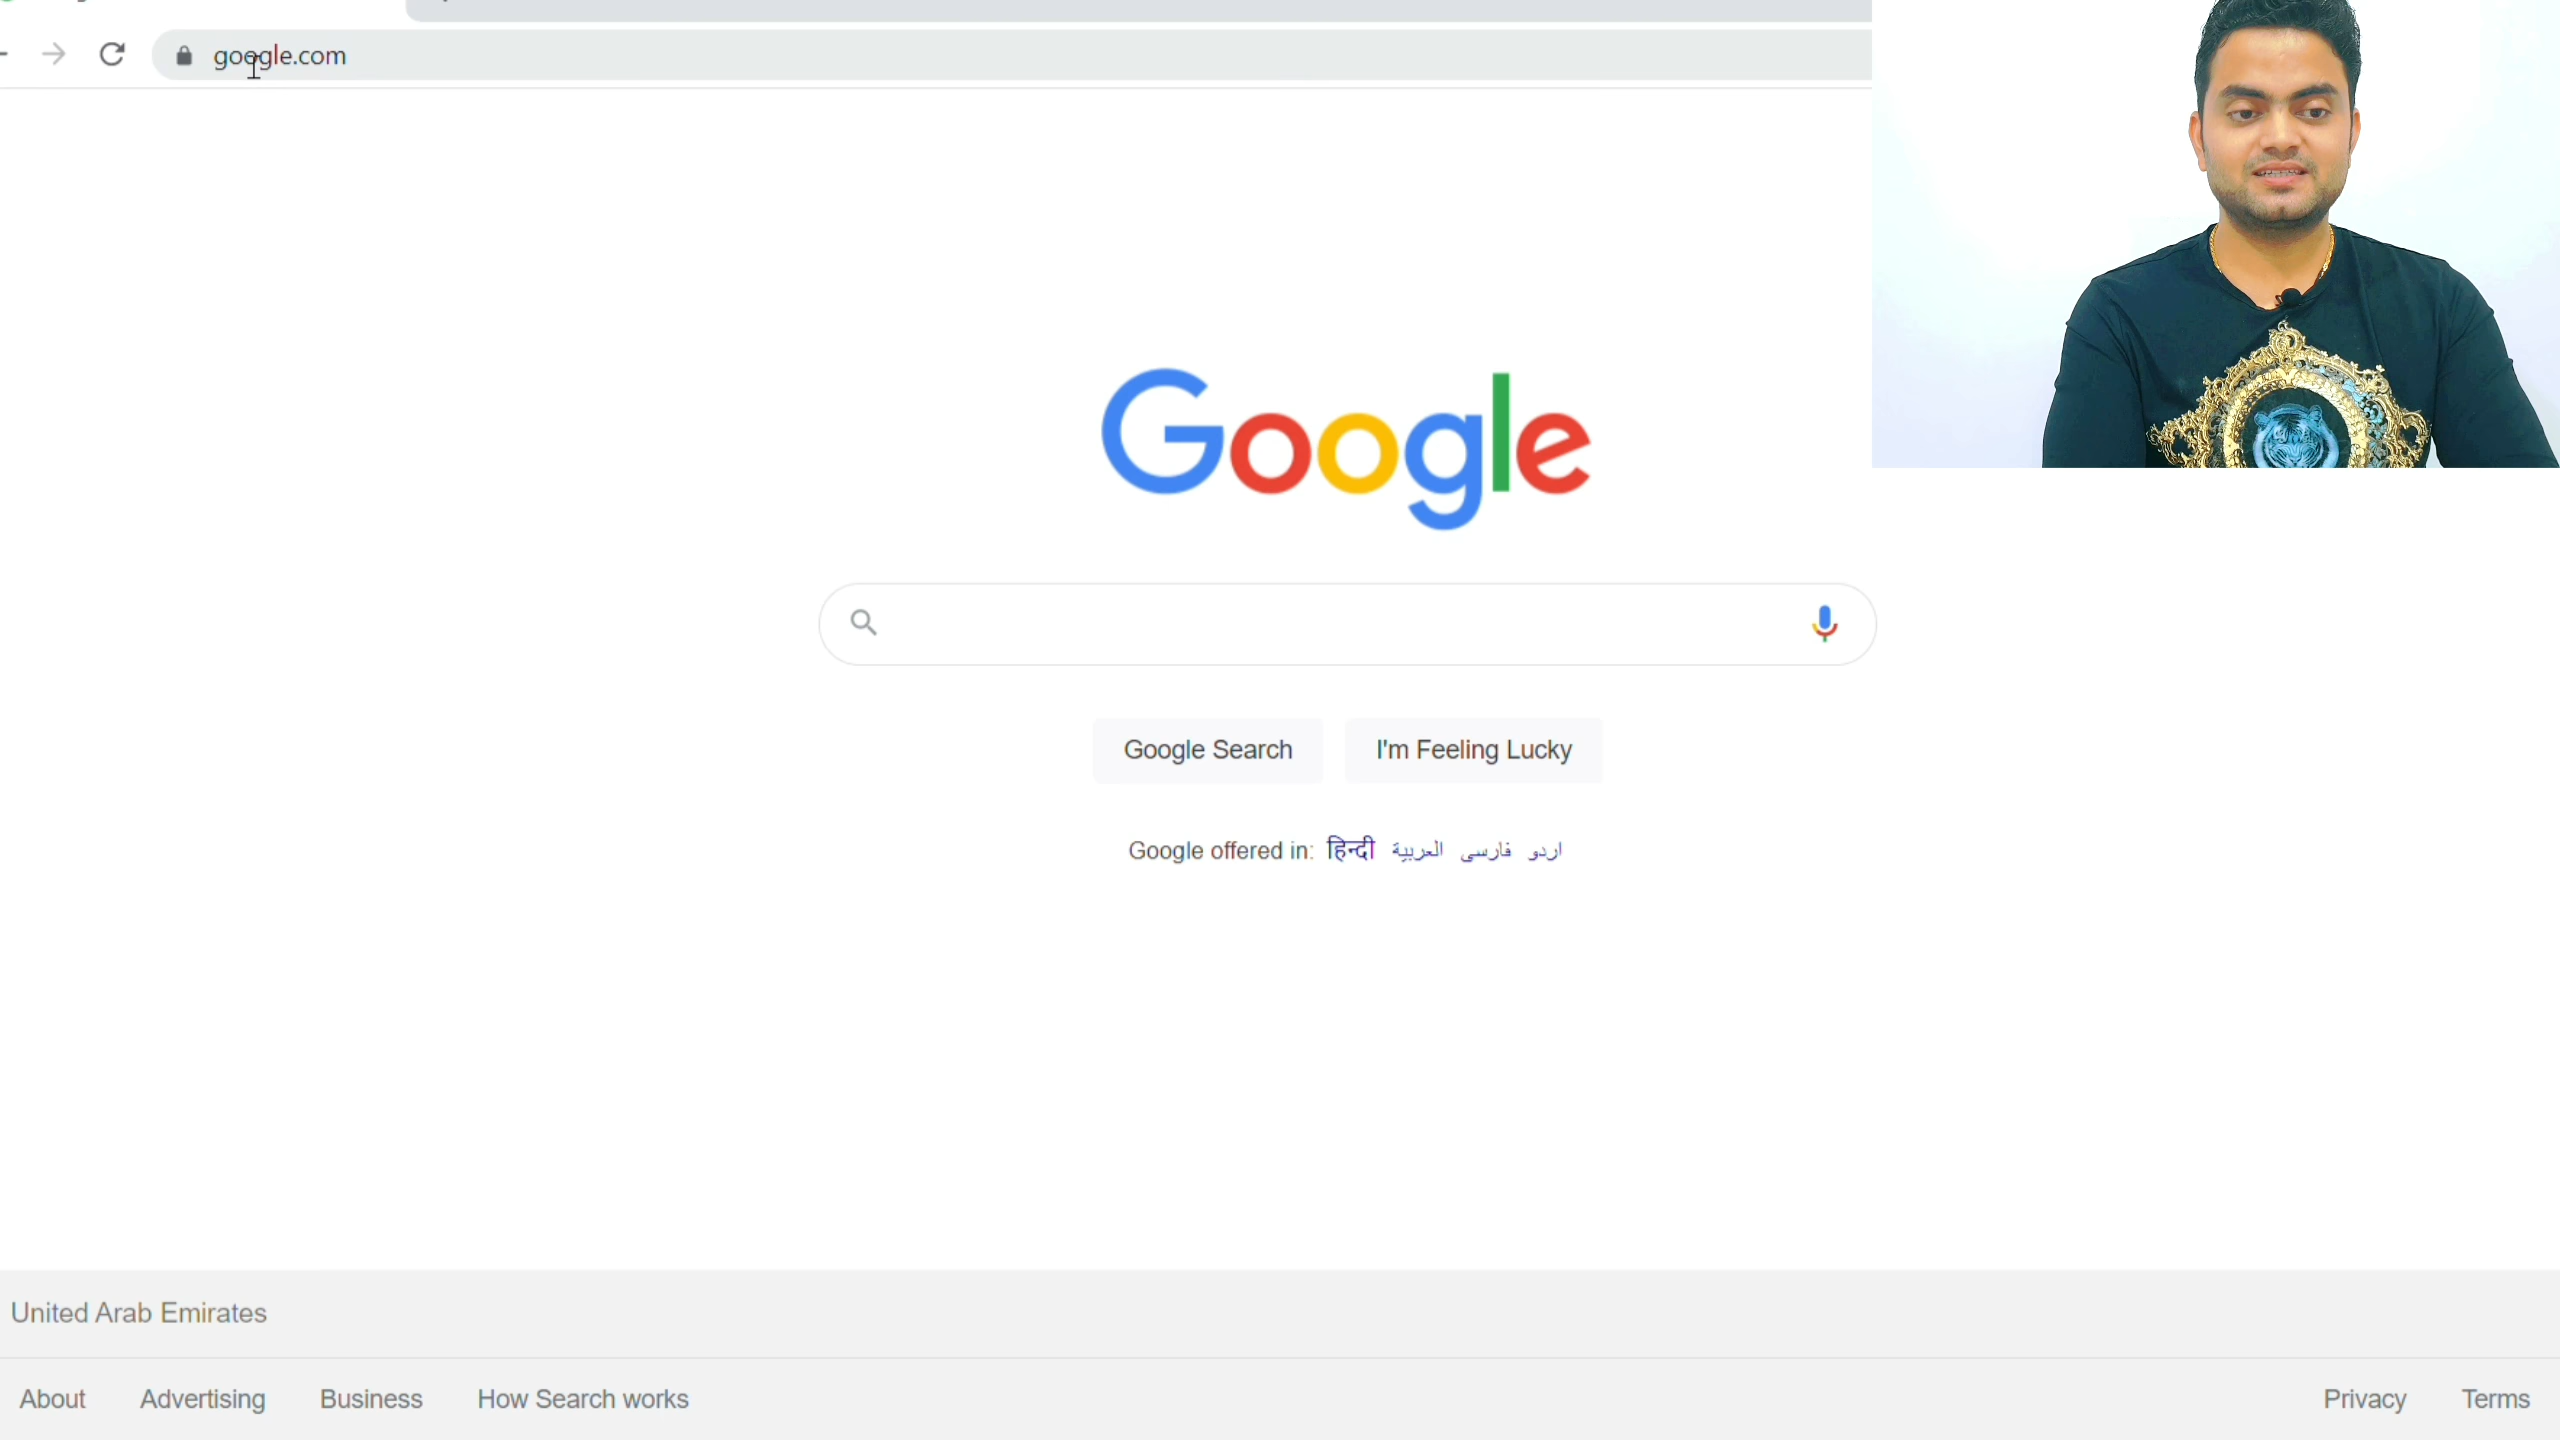 google.com
Google
Google Search
I'm Feeling Lucky
Google offered in: हिन्दी العربية فارسی اردو
United Arab Emirates
About Advertising Business How Search works Privacy Terms